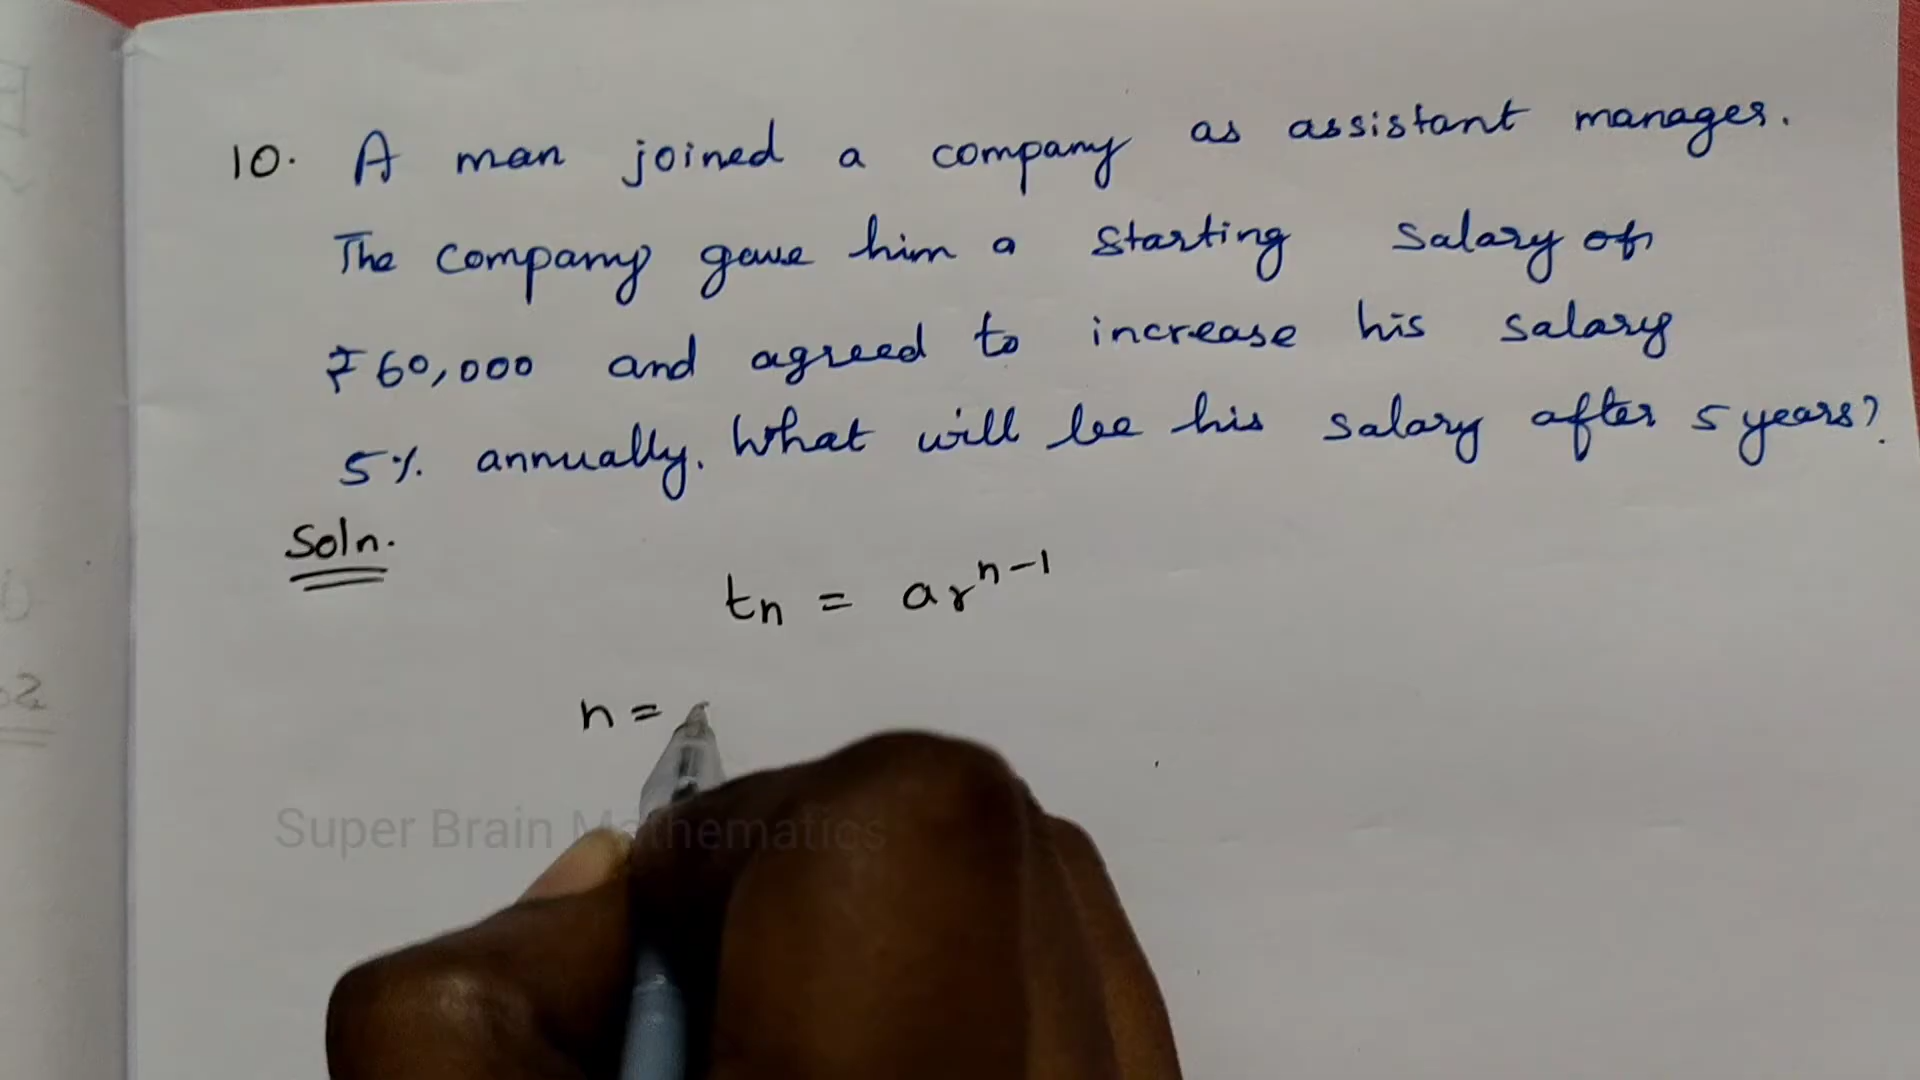 10. A man joined a company as assistant manager.
The company gave him a starting salary of
₹60,000 and agreed to increase his salary
5% annually. What will be his salary after 5 years?
Soln.
tn = ar^n-1
n =
Super Brain Mathematics